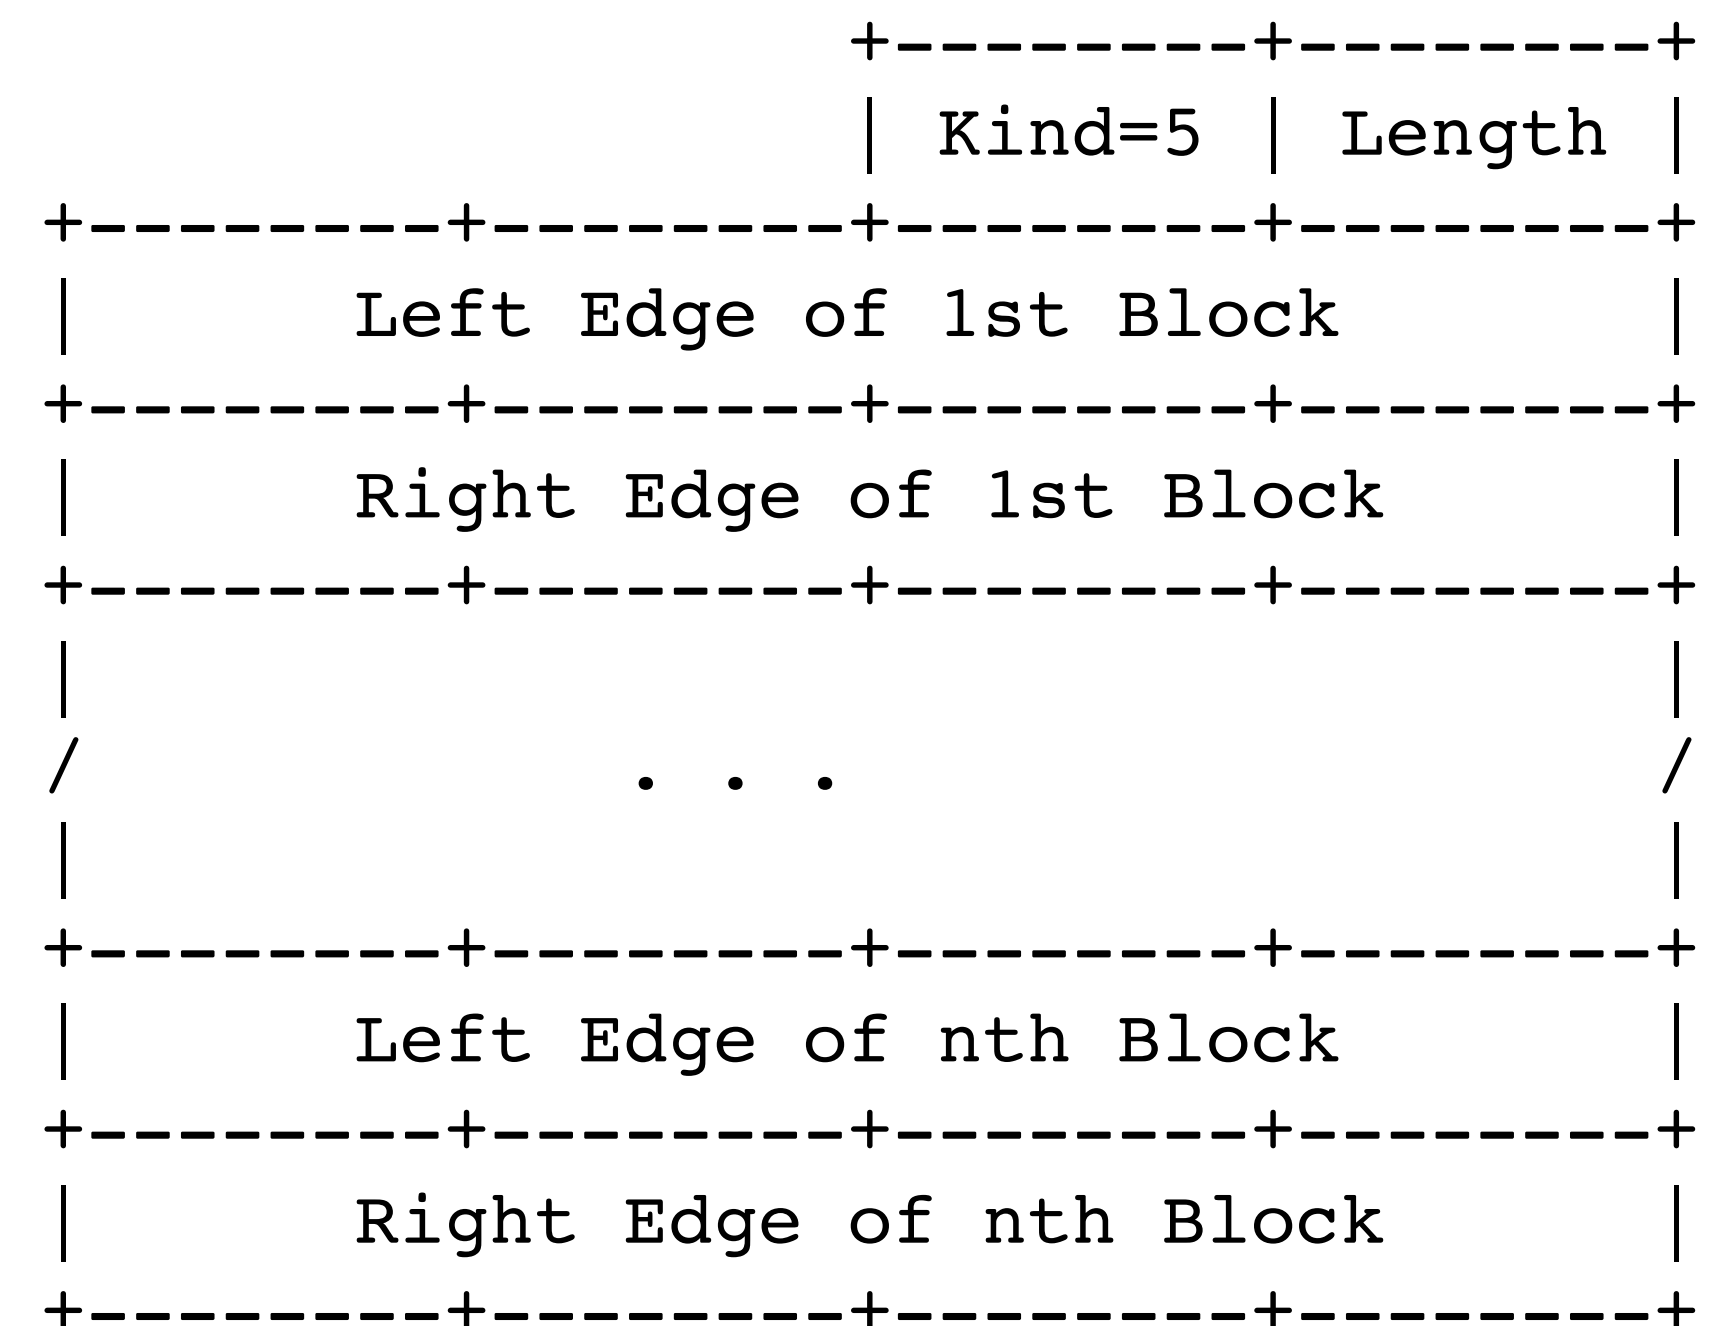 +--------+--------+
                  | Kind=5 | Length |
+--------+--------+--------+--------+
|      Left Edge of 1st Block       |
+--------+--------+--------+--------+
|      Right Edge of 1st Block      |
+--------+--------+--------+--------+
|                                   |
/            . . .                  /
|                                   |
+--------+--------+--------+--------+
|      Left Edge of nth Block       |
+--------+--------+--------+--------+
|      Right Edge of nth Block      |
+--------+--------+--------+--------+